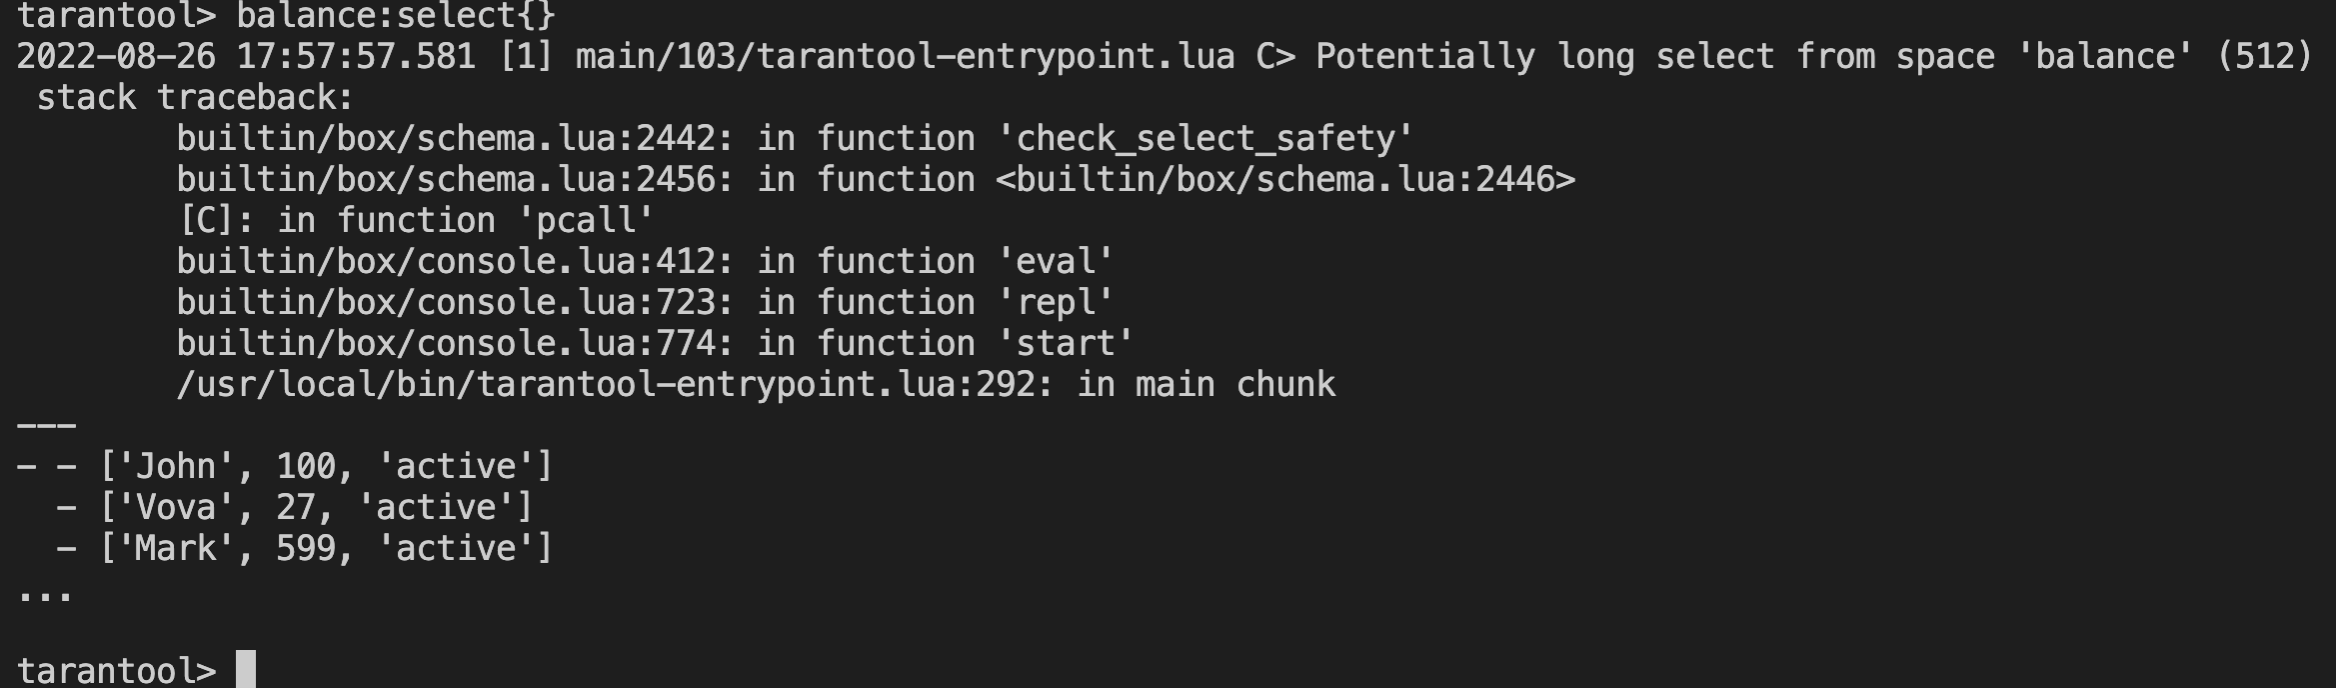 tarantool> balance:select{}
2022-08-26 17:57:57.581 [1] main/103/tarantool-entrypoint.lua C> Potentially long select from space 'balance' (512)
 stack traceback:
        builtin/box/schema.lua:2442: in function 'check_select_safety'
        builtin/box/schema.lua:2456: in function <builtin/box/schema.lua:2446>
        [C]: in function 'pcall'
        builtin/box/console.lua:412: in function 'eval'
        builtin/box/console.lua:723: in function 'repl'
        builtin/box/console.lua:774: in function 'start'
        /usr/local/bin/tarantool-entrypoint.lua:292: in main chunk
---
- - ['John', 100, 'active']
  - ['Vova', 27, 'active']
  - ['Mark', 599, 'active']
...
tarantool>